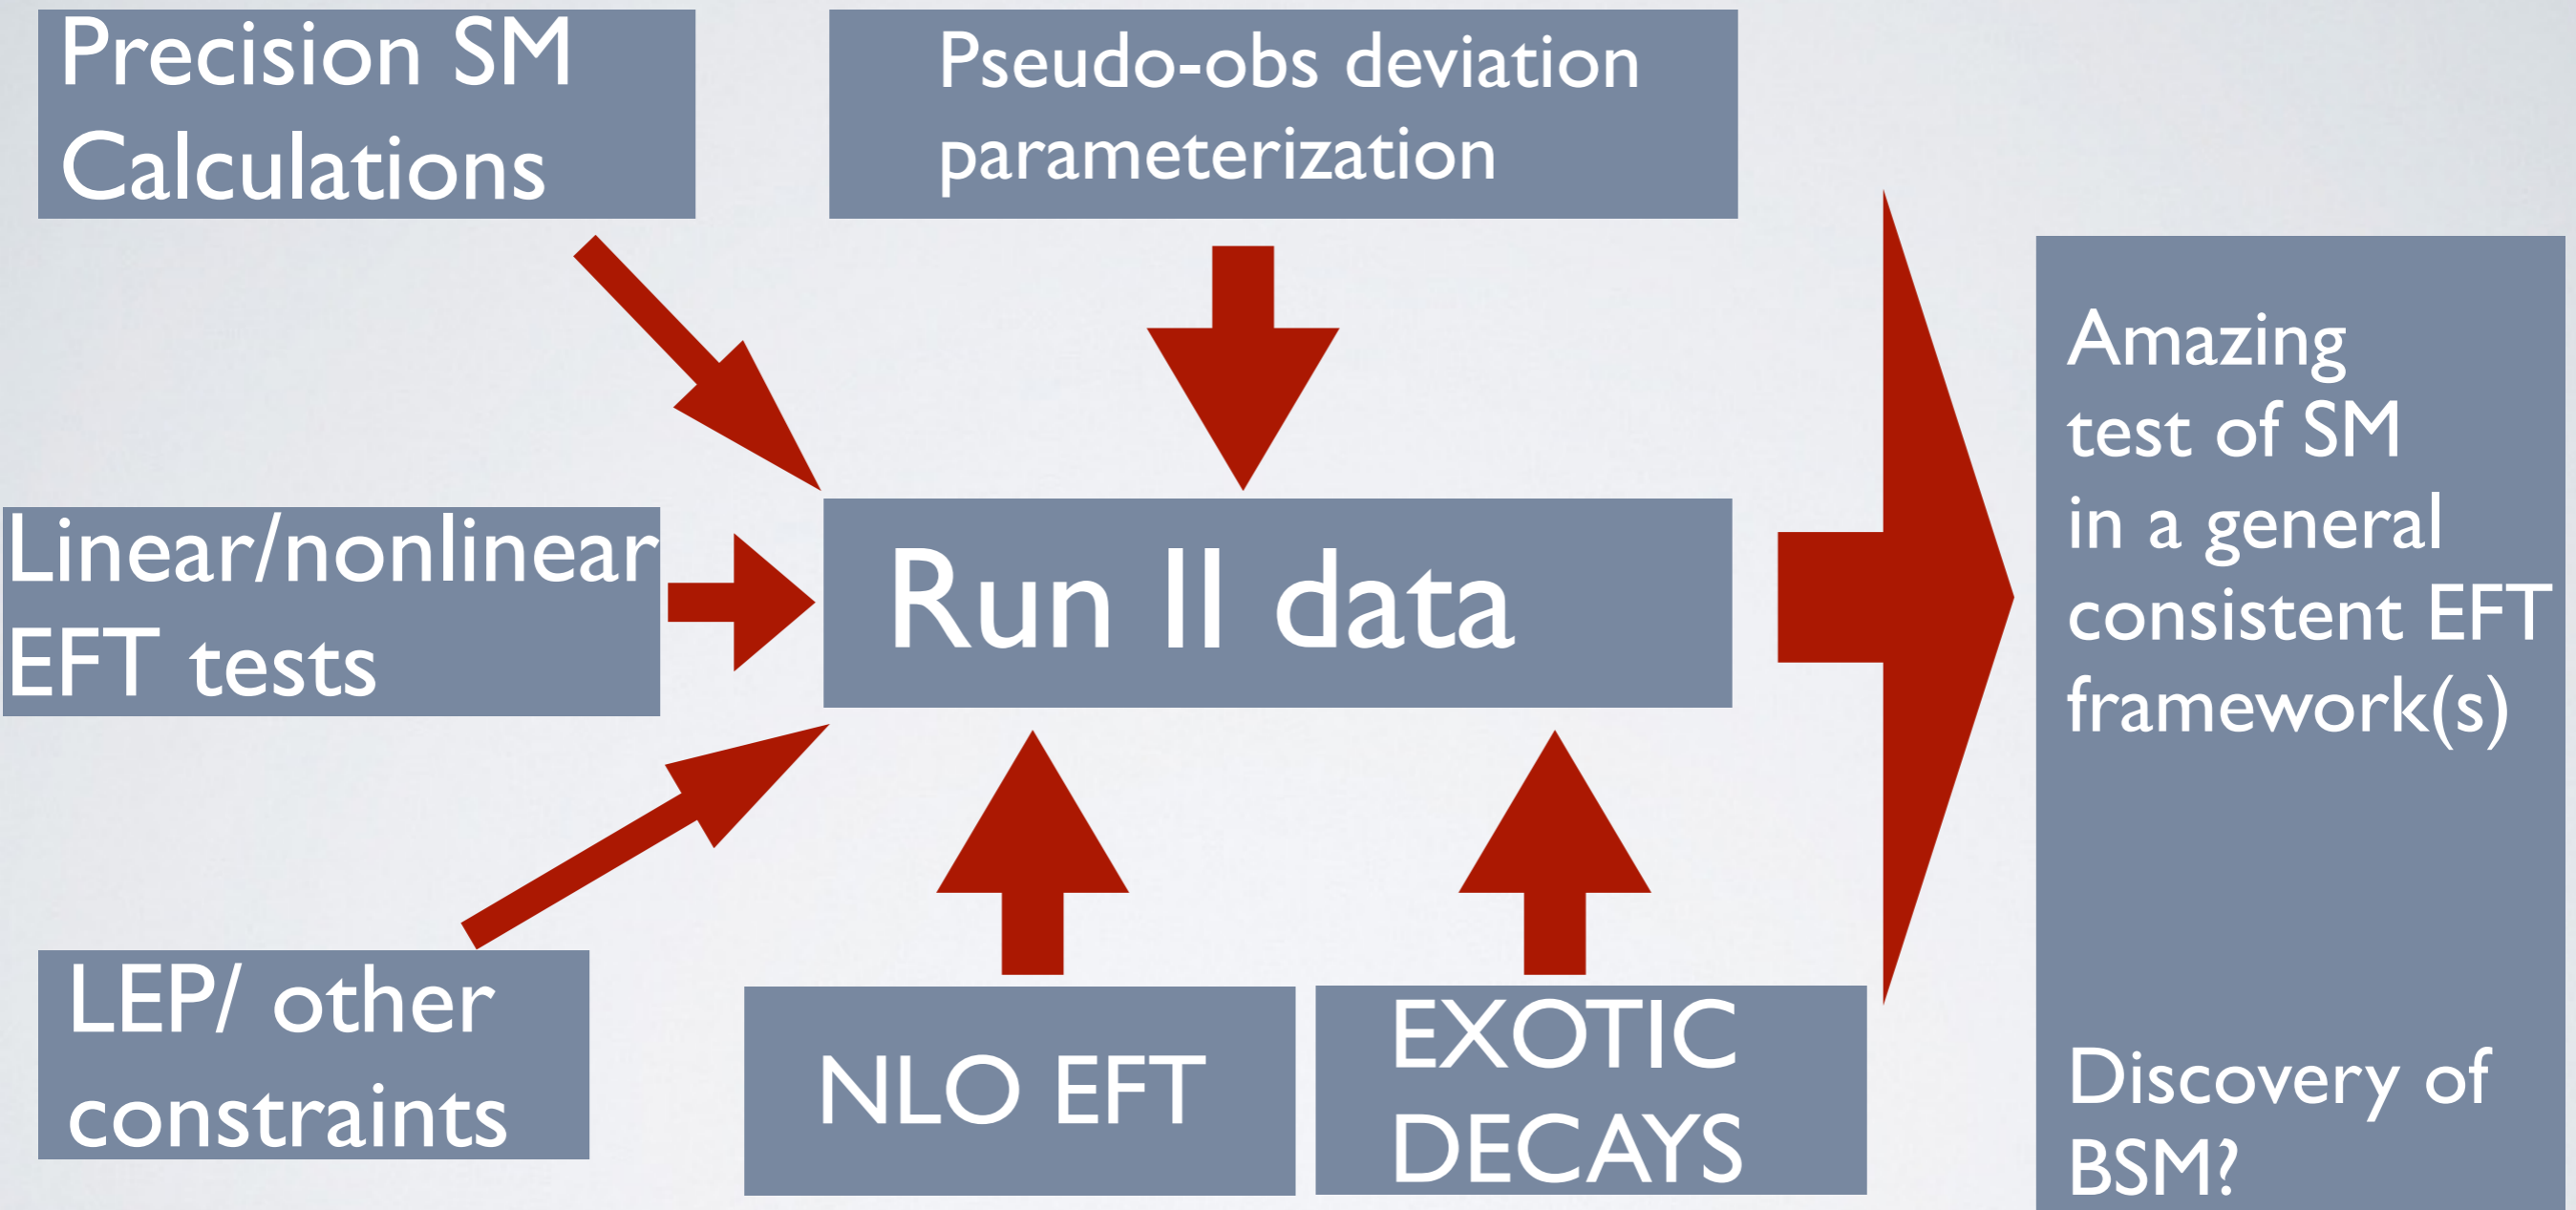 Precision SM
Calculations
Pseudo-obs deviation
parameterization
Linear/nonlinear
EFT tests
Run II data
Amazing
test of SM
in a general
consistent EFT
framework(s)
Discovery of
BSM?
LEP/ other
constraints
NLO EFT
EXOTIC
DECAYS